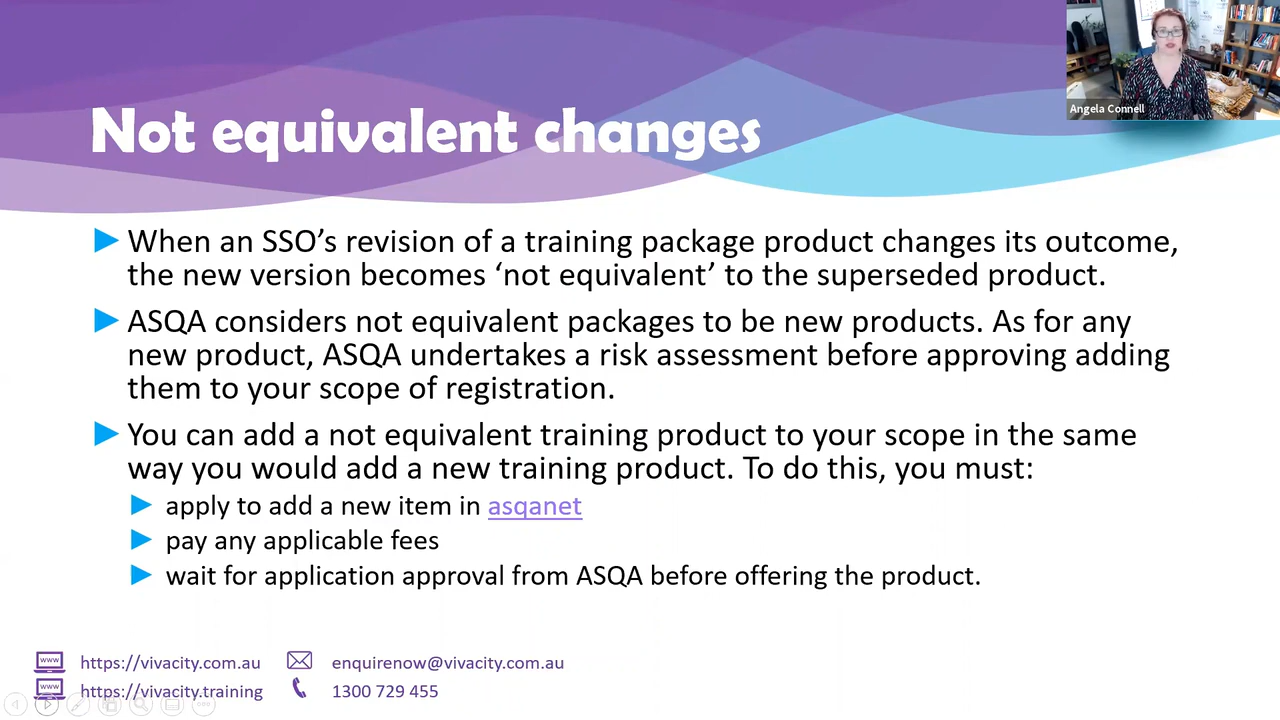 Angela Connell
Not equivalent changes
When an SSO’s revision of a training package product changes its outcome,
the new version becomes ‘not equivalent’ to the superseded product.
ASQA considers not equivalent packages to be new products. As for any
new product, ASQA undertakes a risk assessment before approving adding
them to your scope of registration.
You can add a not equivalent training product to your scope in the same
way you would add a new training product. To do this, you must:
apply to add a new item in asqanet
pay any applicable fees
wait for application approval from ASQA before offering the product.
www https://vivacity.com.au enquirenow@vivacity.com.au
www https://vivacity.training 1300 729 455